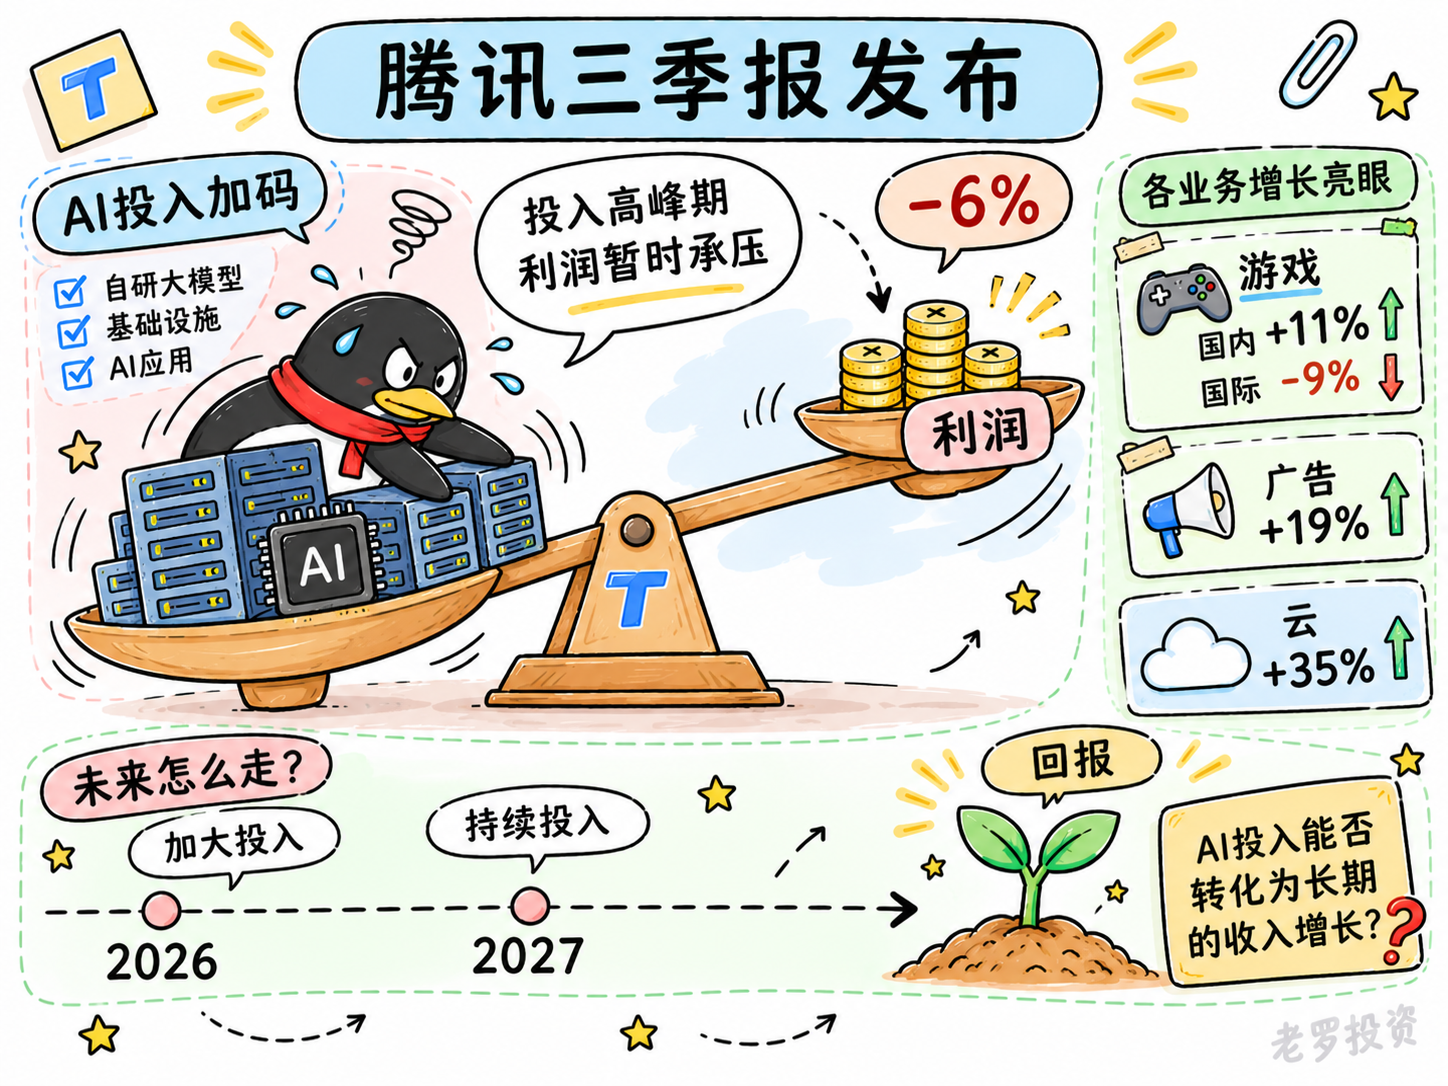 T
腾讯三季报发布
AI投入加码
自研大模型
基础设施
AI应用
投入高峰期
利润暂时承压
-6%
利润
AI
T
各业务增长亮眼
游戏
国内 +11%
国际 -9%
广告
+19%
云
+35%
未来怎么走?
加大投入
2026
持续投入
2027
回报
AI投入能否
转化为长期
的收入增长?
?
老罗投资